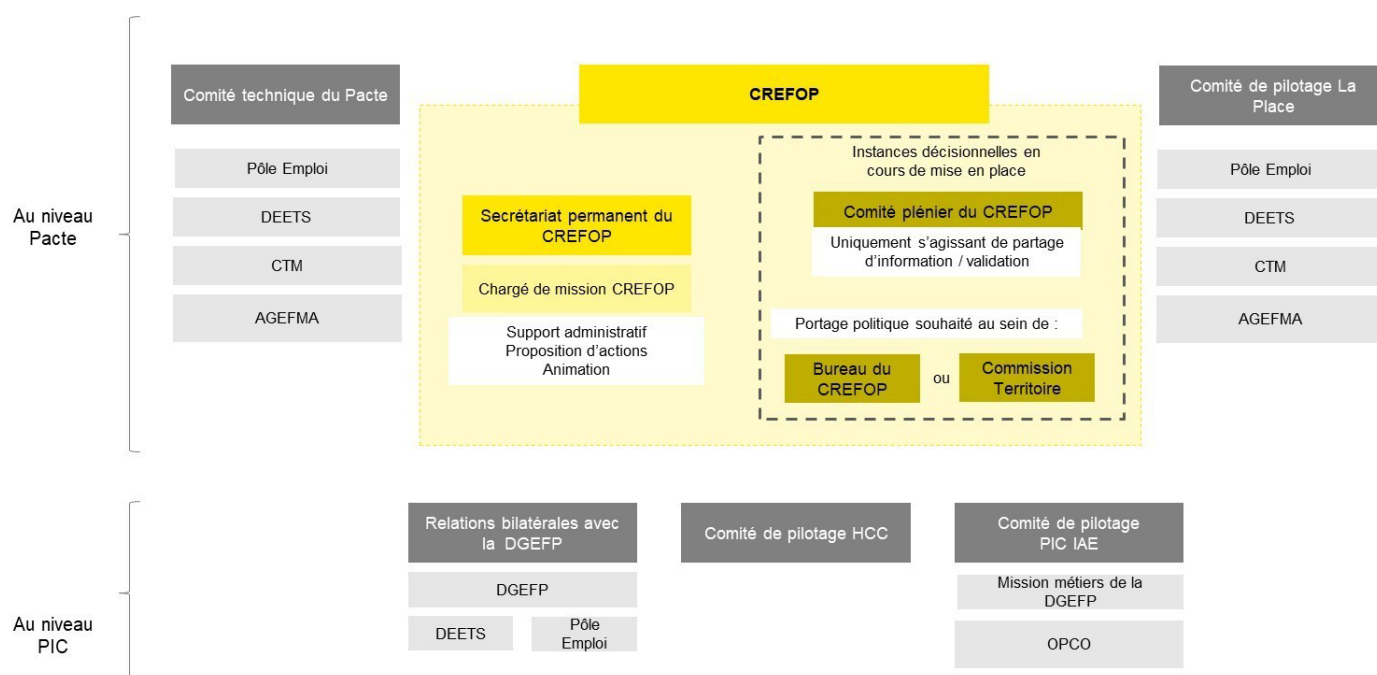 Au niveau
Pacte
Comité technique du Pacte
Pôle Emploi
DEETS
CTM
AGEFMA
CREFOP
Secrétariat permanent du
CREFOP
Chargé de mission CREFOP
Support administratif
Proposition d'actions
Animation
Instances décisionnelles en
cours de mise en place
Comité plénier du CREFOP
Uniquement s'agissant de partage
d'information / validation
Portage politique souhaité au sein de :
Bureau du
CREFOP
ou
Commission
Territoire
Comité de pilotage La
Place
Pôle Emploi
DEETS
CTM
AGEFMA
Au niveau
PIC
Relations bilatérales avec
la DGEFP
DGEFP
DEETS
Pôle
Emploi
Comité de pilotage HCC
Comité de pilotage
PIC IAE
Mission métiers de la
DGEFP
OPCO